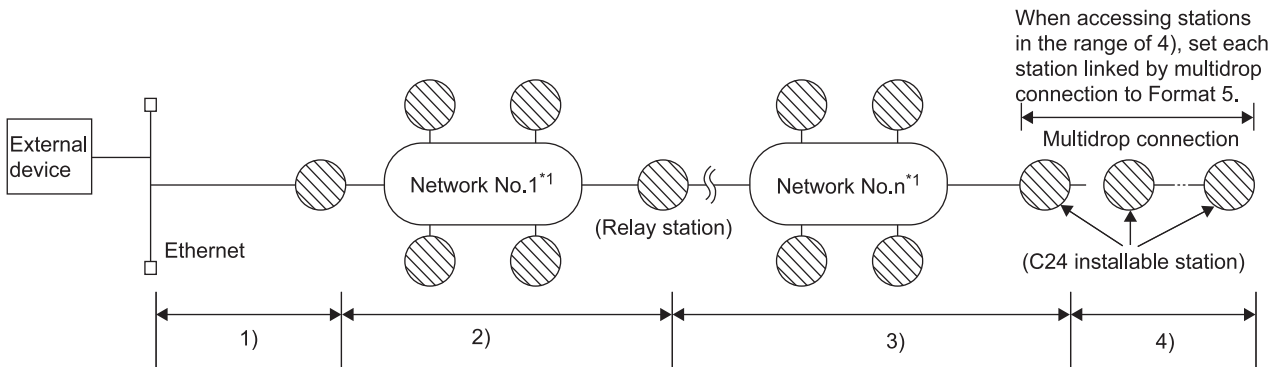 When accessing stations
in the range of 4), set each
station linked by multidrop
connection to Format 5.
Multidrop connection
External
device
Network No.1*1
Network No.n*1
(Relay station)
Ethernet
(C24 installable station)
1)
2)
3)
4)